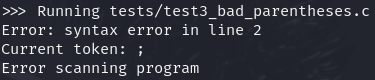 >>> Running tests/test3_bad_parentheses.c
Error: syntax error in line 2
Current token: ;
Error scanning program